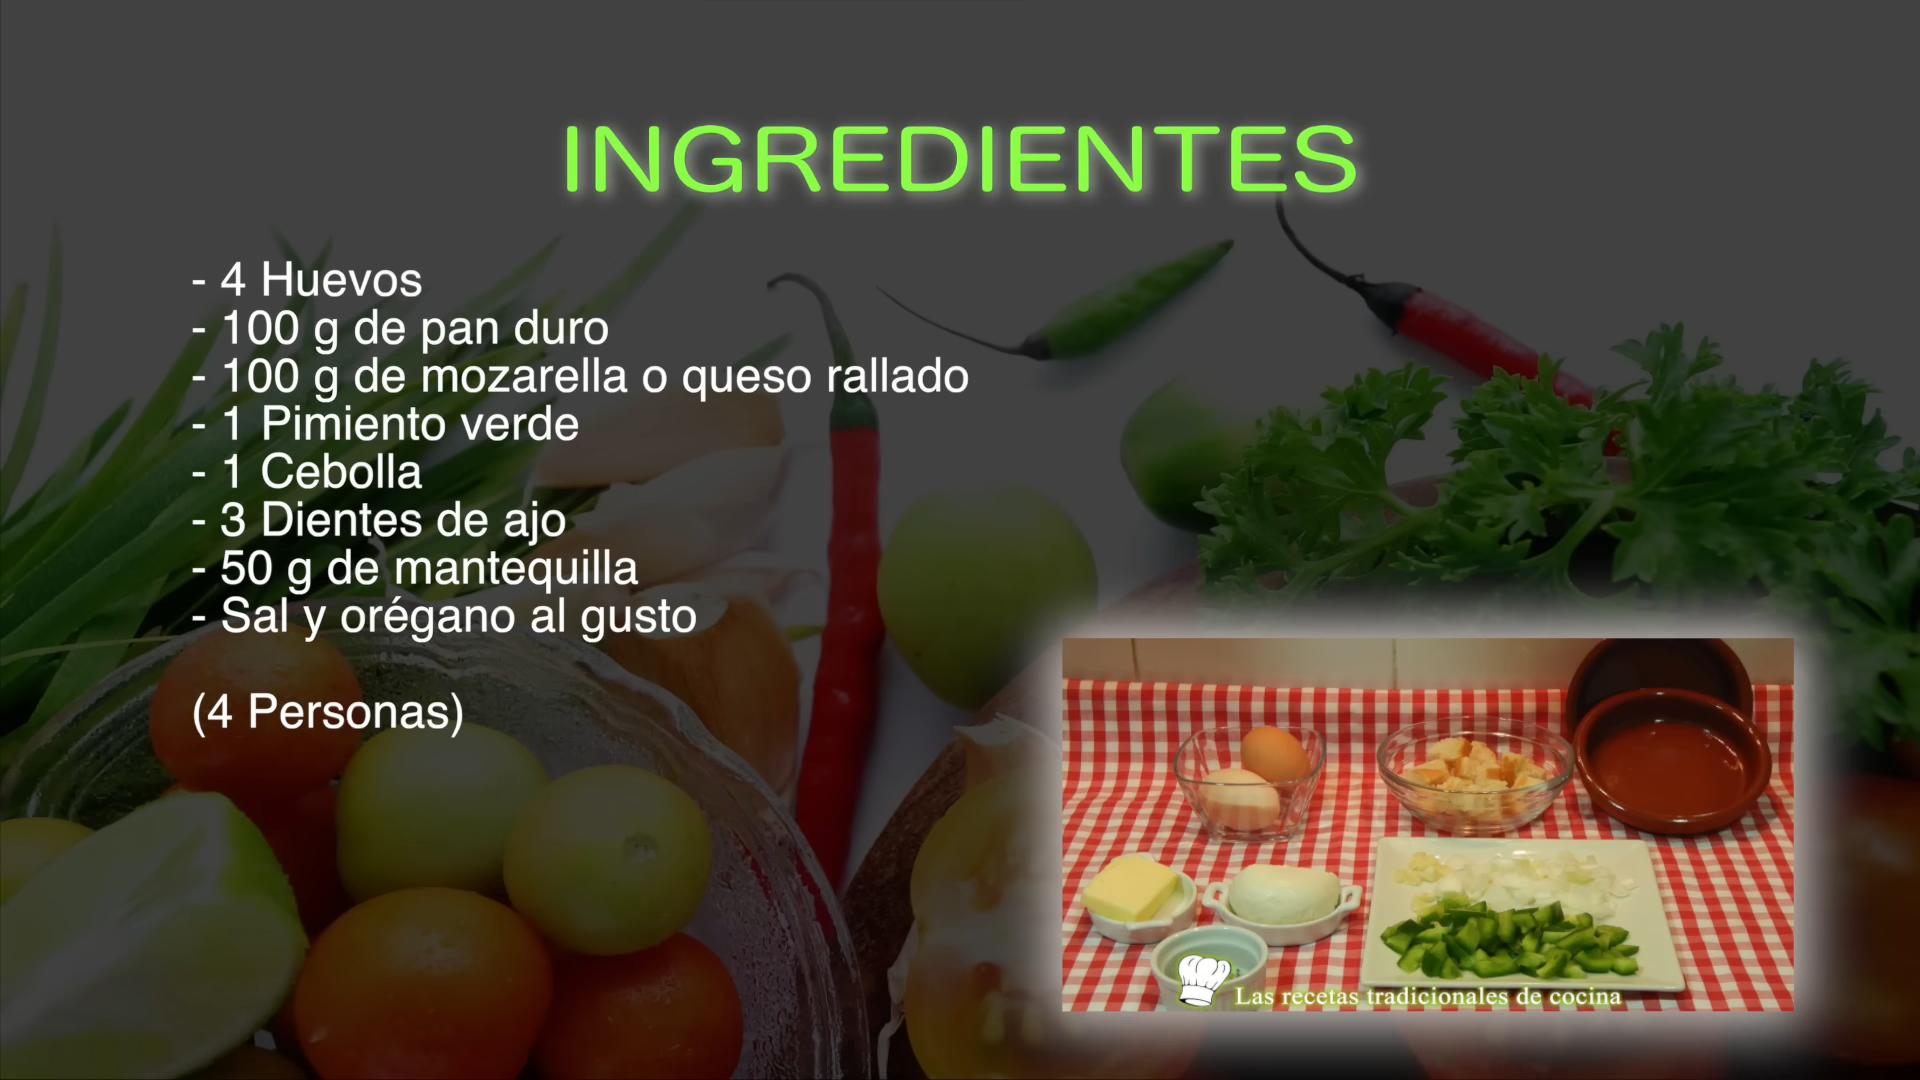 INGREDIENTES
- 4 Huevos
- 100 g de pan duro
- 100 g de mozarella o queso rallado
- 1 Pimiento verde
- 1 Cebolla
- 3 Dientes de ajo
- 50 g de mantequilla
- Sal y orégano al gusto
(4 Personas)
Las recetas tradicionales de cocina